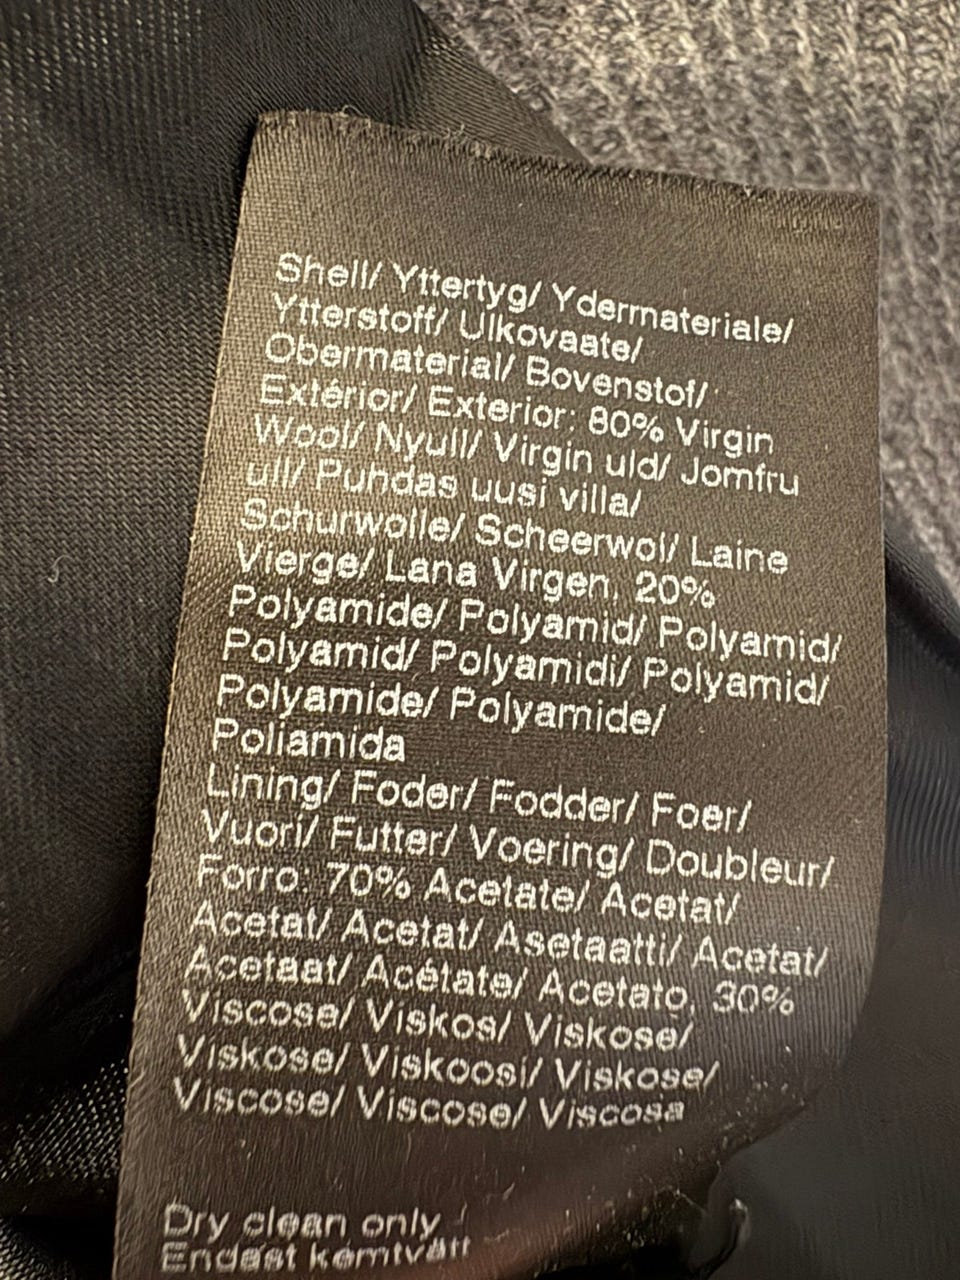 Shell/ Yttertyg/ Ydermateriale/
Ytterstoff/ Ulkovaate/
Obermaterial/ Bovenstof/
Extérior/ Exterior: 80% Virgin
Wool/ Nyull/ Virgin uld/ Jomfru
ull/ Puhdas uusi villa/
Schurwolle/ Scheerwol/ Laine
Vierge/ Lana Virgen, 20%
Polyamide/ Polyamid/ Polyamid/
Polyamid/ Polyamidi/ Polyamid/
Polyamide/ Polyamide/
Poliamida
Lining/ Foder/ Fodder/ Foer/
Vuori/ Futter/ Voering/ Doubleur/
Forro: 70% Acetate/ Acetat/
Acetat/ Acetat/ Asetaatti/ Acetat/
Acetaat/ Acétate/ Acetato, 30%
Viscose/ Viskos/ Viskose/
Viskose/ Viskoosi/ Viskose/
Viscose/ Viscose/ Viscosa
Dry clean only /
Endast kemtvätt